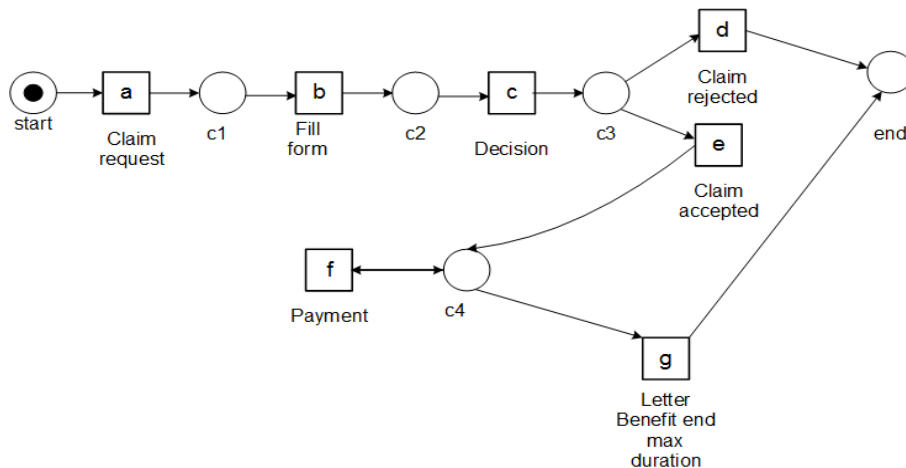 a
b
c
d
e
f
g
start
Claim
request
c1
Fill
form
c2
Decision
c3
Claim
rejected
end
Claim
accepted
Payment
c4
Letter
Benefit end
max
duration